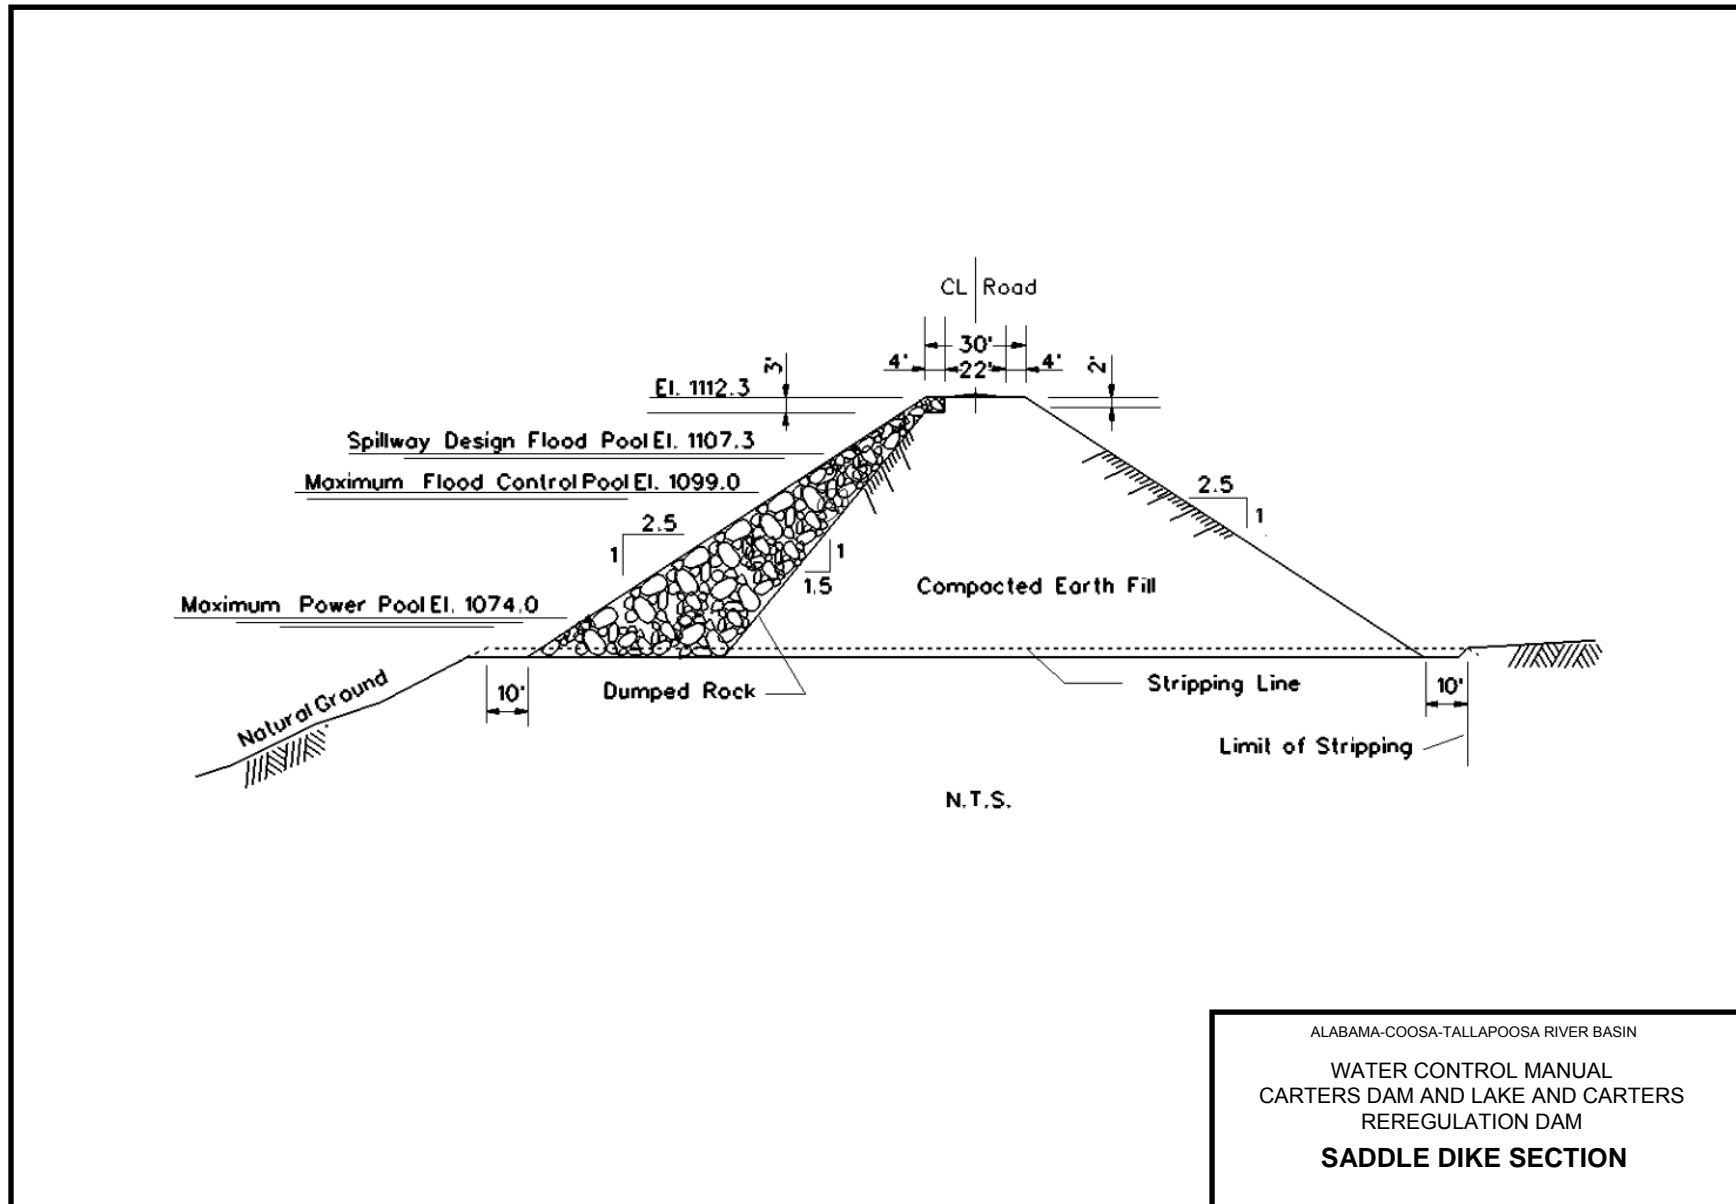 CL Road
30'
3'
4'
22'
4'
2'
El. 1112.3
Spillway Design Flood Pool El. 1107.3
Maximum Flood Control Pool El. 1099.0
2.5
1
2.5
1
1
1.5
Compacted Earth Fill
Maximum Power Pool El. 1074.0
Natural Ground
10'
Dumped Rock
Stripping Line
10'
Limit of Stripping
N.T.S.
ALABAMA-COOSA-TALLAPOOSA RIVER BASIN
WATER CONTROL MANUAL
CARTERS DAM AND LAKE AND CARTERS
REREGULATION DAM
SADDLE DIKE SECTION